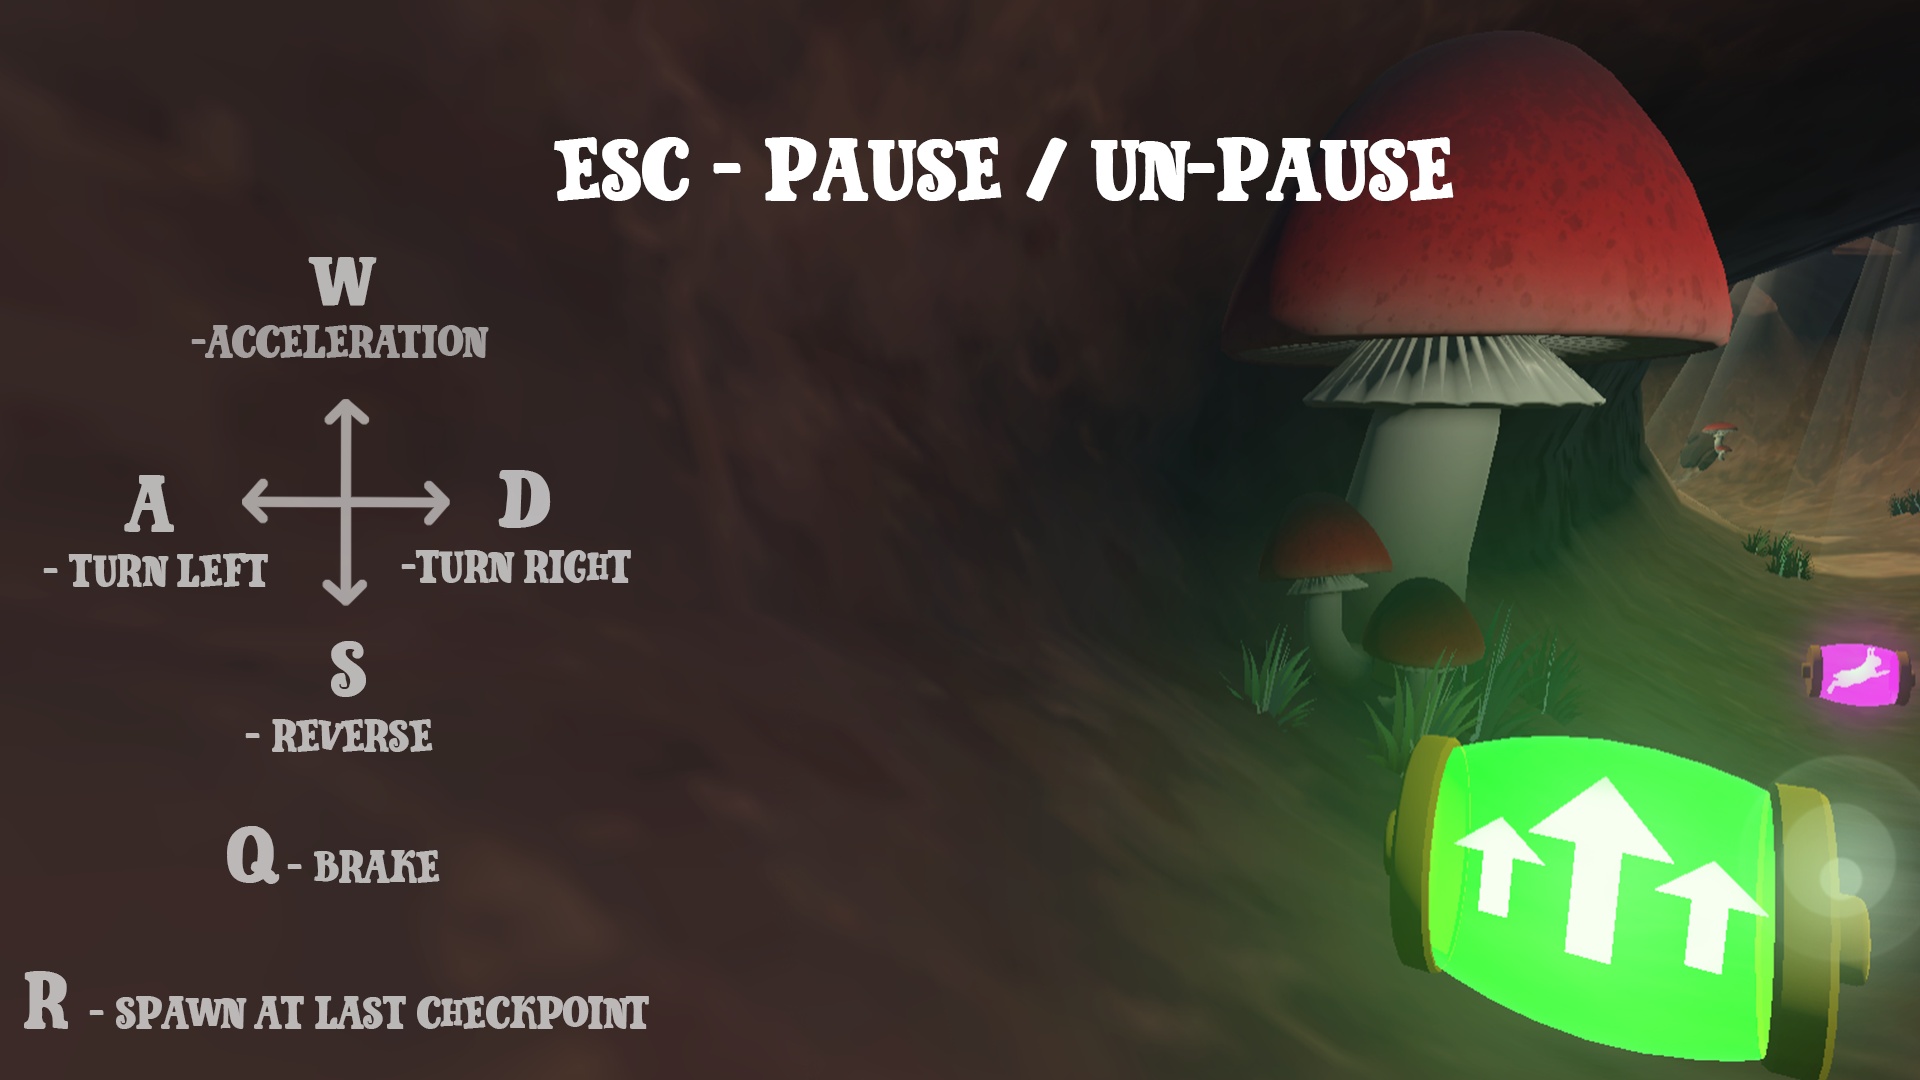 ESC - PAUSE / UN-PAUSE
W
-ACCELERATION
A
- TURN LEFT
D
-TURN RIGHT
S
- REVERSE
Q - BRAKE
R - SPAWN AT LAST CHECKPOINT